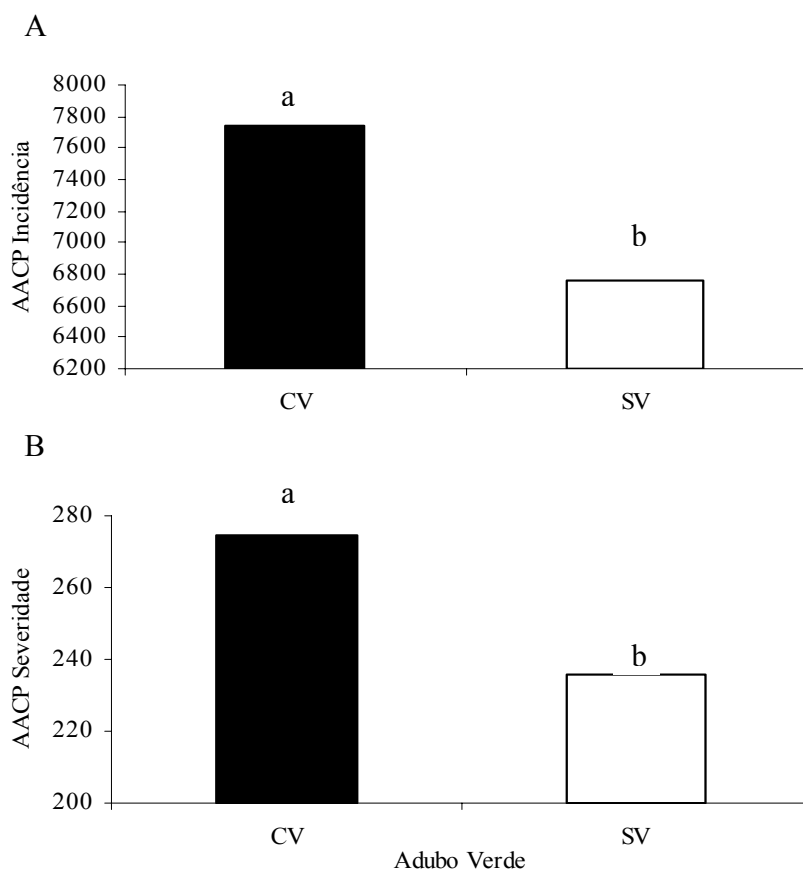 A
8000
7800
7600
7400
7200
7000
6800
6600
6400
6200
AACP Incidência
a
b
CV SV
B
280
260
240
220
200
AACP Severidade
a
b
CV SV
Adubo Verde